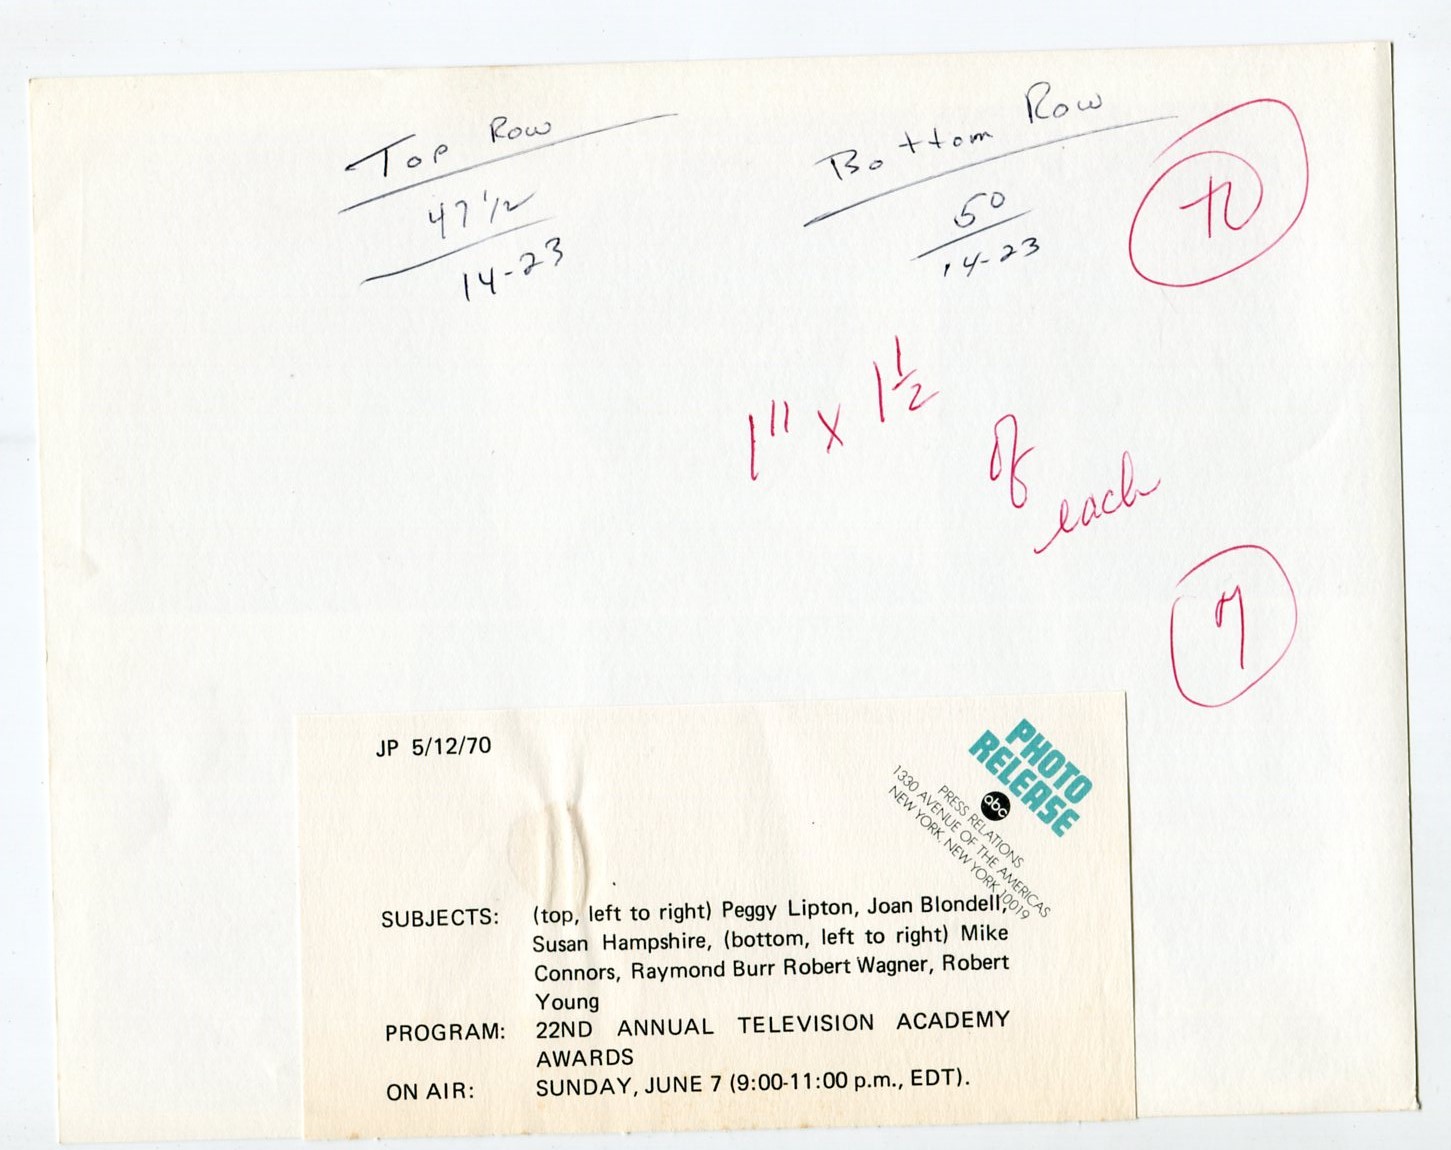 Top Row
47 1/2
14-23
Bottom Row
50
14-23
1" x 1 1/2
of
each
7
JP 5/12/70
PHOTO
RELEASE
abc
PRESS RELATIONS
1330 AVENUE OF THE AMERICAS
NEW YORK, NEW YORK 10019
SUBJECTS: (top, left to right) Peggy Lipton, Joan Blondell,
Susan Hampshire, (bottom, left to right) Mike
Connors, Raymond Burr Robert Wagner, Robert
Young
PROGRAM: 22ND ANNUAL TELEVISION ACADEMY
AWARDS
ON AIR: SUNDAY, JUNE 7 (9:00-11:00 p.m., EDT).